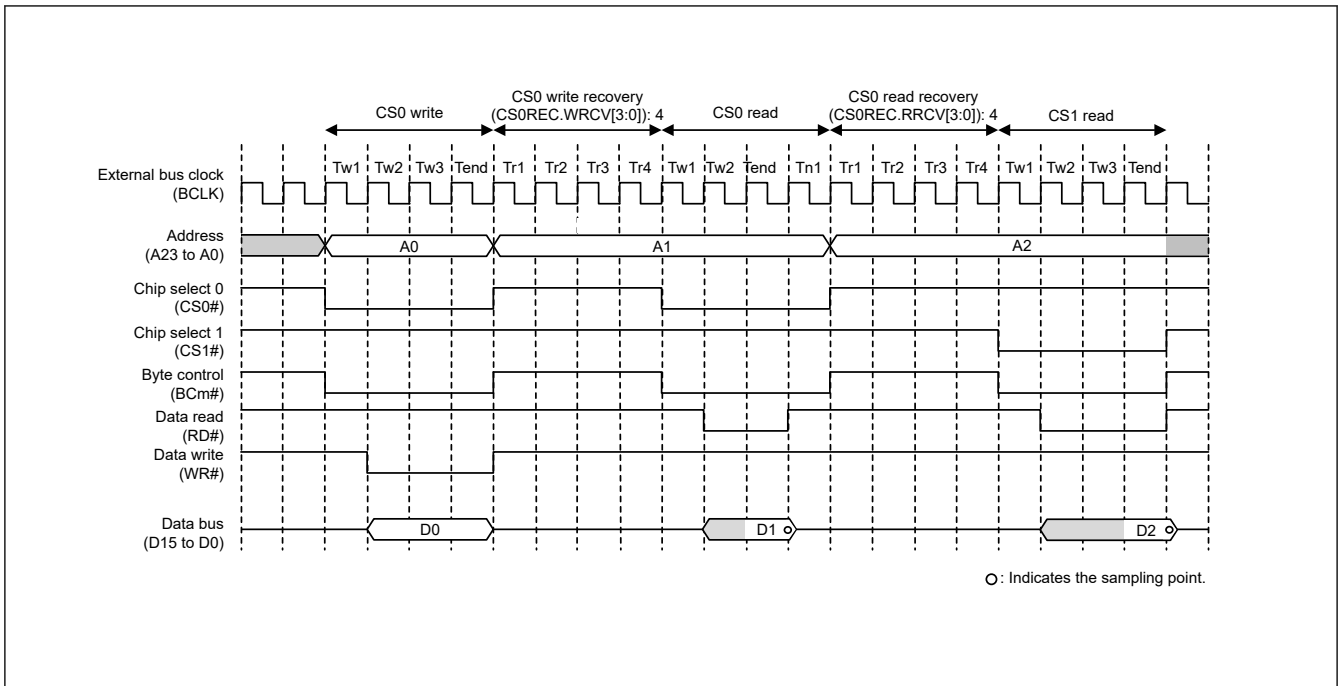 CS0 write
CS0 write recovery
(CS0REC.WRCV[3:0]): 4
CS0 read
CS0 read recovery
(CS0REC.RRCV[3:0]): 4
CS1 read
External bus clock
(BCLK)
Tw1 Tw2 Tw3 Tend Tr1 Tr2 Tr3 Tr4 Tw1 Tw2 Tend Tn1 Tr1 Tr2 Tr3 Tr4 Tw1 Tw2 Tw3 Tend
Address
(A23 to A0)
A0 A1 A2
Chip select 0
(CS0#)
Chip select 1
(CS1#)
Byte control
(BCm#)
Data read
(RD#)
Data write
(WR#)
Data bus
(D15 to D0)
D0 D1 D2
: Indicates the sampling point.